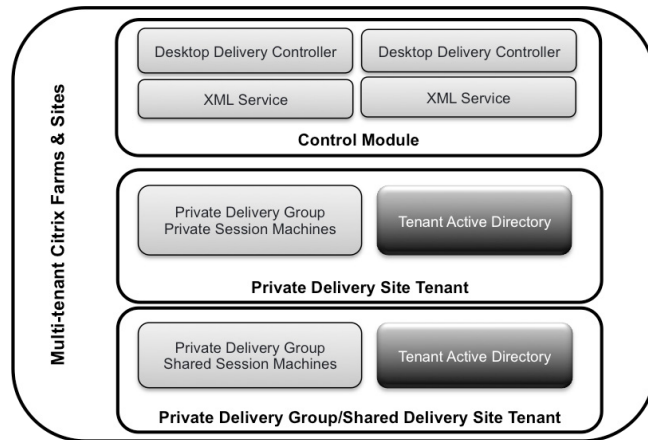 Multi-tenant Citrix Farms & Sites
Desktop Delivery Controller
Desktop Delivery Controller
XML Service
XML Service
Control Module
Private Delivery Group
Private Session Machines
Tenant Active Directory
Private Delivery Site Tenant
Private Delivery Group
Shared Session Machines
Tenant Active Directory
Private Delivery Group/Shared Delivery Site Tenant